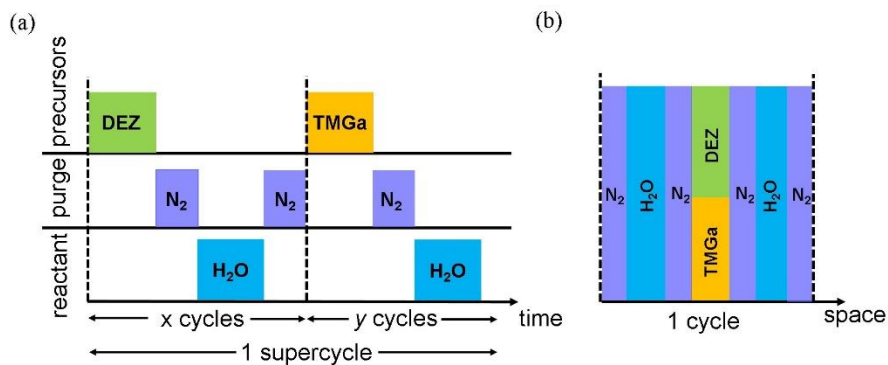 (a)
precursors
DEZ
TMGa
purge
N₂
N₂
N₂
reactant
H₂O
H₂O
x cycles
y cycles
time
1 supercycle
(b)
N₂
H₂O
N₂
DEZ
TMGa
N₂
H₂O
N₂
1 cycle
space